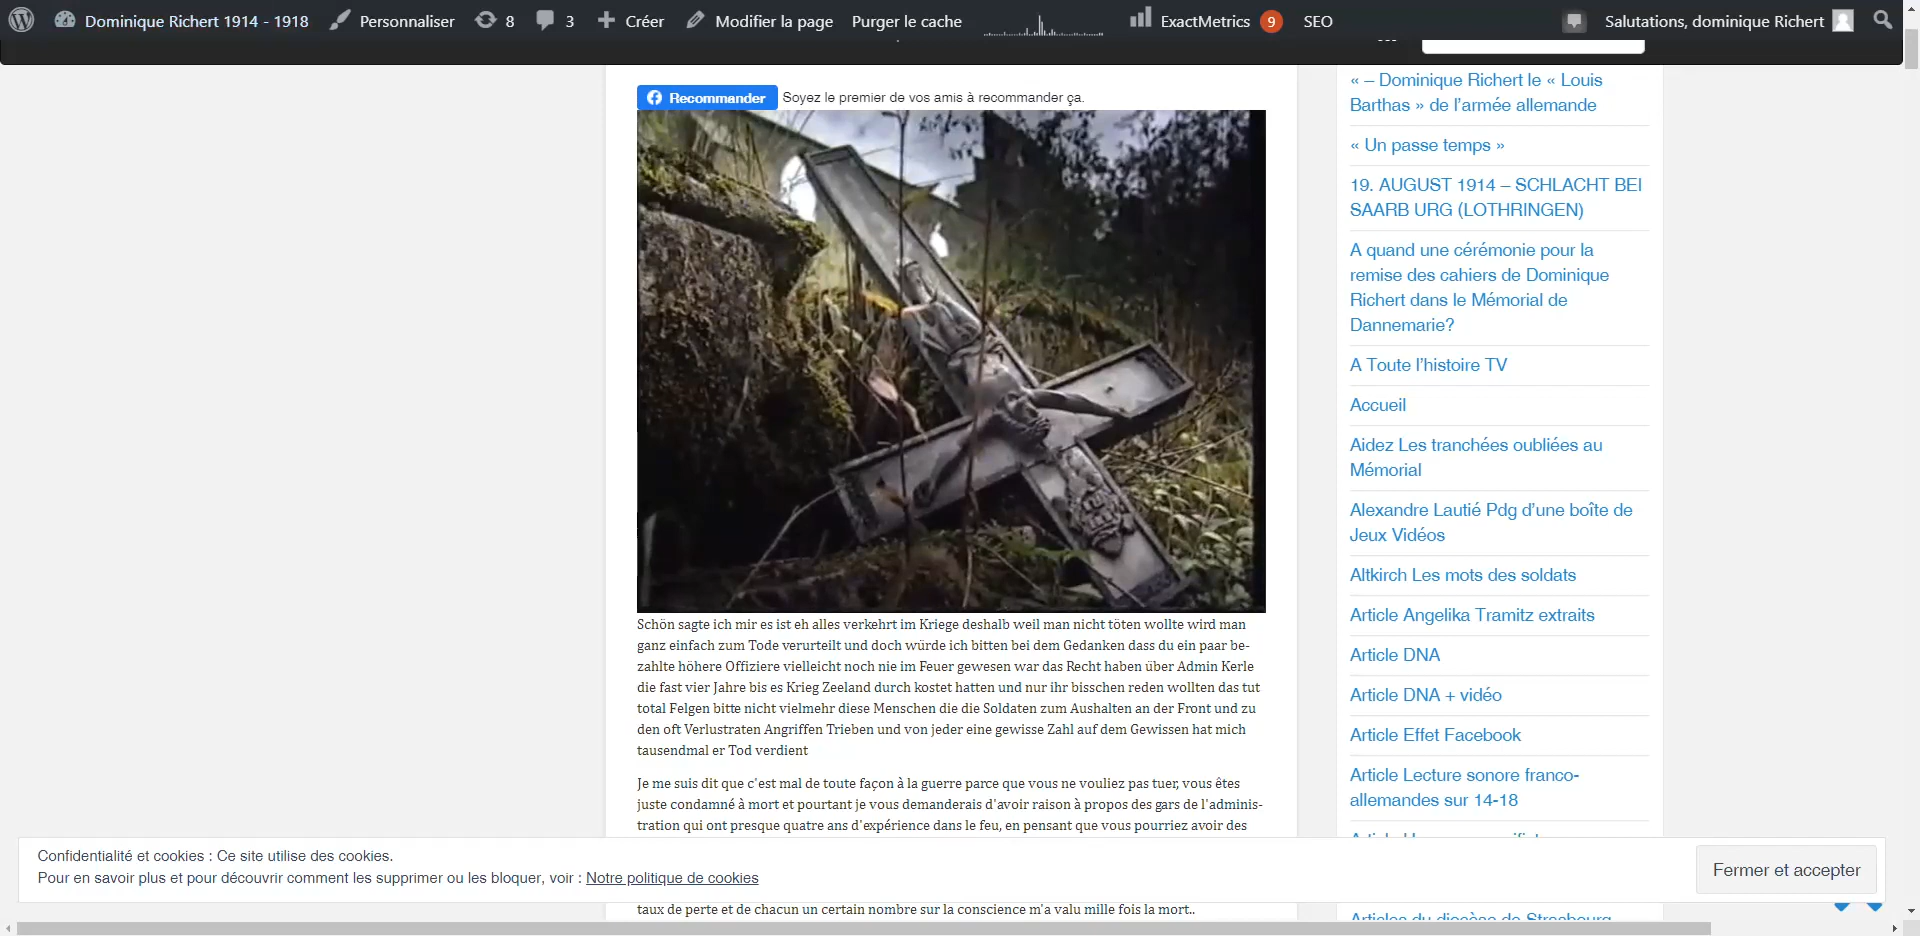 Dominique Richert 1914 - 1918 Personnaliser 8 3 Créer Modifier la page Purger le cache ExactMetrics 9 SEO Salutations, dominique Richert
Recommander Soyez le premier de vos amis à recommander ça.
Schön sagte ich mir es ist eh alles verkehrt im Kriege deshalb weil man nicht töten wollte wird man
ganz einfach zum Tode verurteilt und doch würde ich bitten bei dem Gedanken dass du ein paar be-
zahlte höhere Offiziere vielleicht noch nie im Feuer gewesen war das Recht haben über Admin Kerle
die fast vier Jahre bis es Krieg Zeeland durch kostet hatten und nur ihr bisschen reden wollten das tut
total Felgen bitte nicht vielmehr diese Menschen die die Soldaten zum Aushalten an der Front und zu
den oft Verlustraten Angriffen Trieben und von jeder eine gewisse Zahl auf dem Gewissen hat mich
tausendmal er Tod verdient
Je me suis dit que c'est mal de toute façon à la guerre parce que vous ne vouliez pas tuer, vous êtes
juste condamné à mort et pourtant je vous demanderais d'avoir raison à propos des gars de l'adminis-
tration qui ont presque quatre ans d'expérience dans le feu, en pensant que vous pourriez avoir des
taux de perte et de chacun un certain nombre sur la conscience m'a valu mille fois la mort..
« – Dominique Richert le « Louis
Barthas » de l'armée allemande
« Un passe temps »
19. AUGUST 1914 – SCHLACHT BEI
SAARB URG (LOTHRINGEN)
A quand une cérémonie pour la
remise des cahiers de Dominique
Richert dans le Mémorial de
Dannemarie?
A Toute l'histoire TV
Accueil
Aidez Les tranchées oubliées au
Mémorial
Alexandre Lautié Pdg d'une boîte de
Jeux Vidéos
Altkirch Les mots des soldats
Article Angelika Tramitz extraits
Article DNA
Article DNA + vidéo
Article Effet Facebook
Article Lecture sonore franco-
allemandes sur 14-18
Articles du diocèse de Strasbourg
Confidentialité et cookies : Ce site utilise des cookies.
Pour en savoir plus et pour découvrir comment les supprimer ou les bloquer, voir : Notre politique de cookies
Fermer et accepter